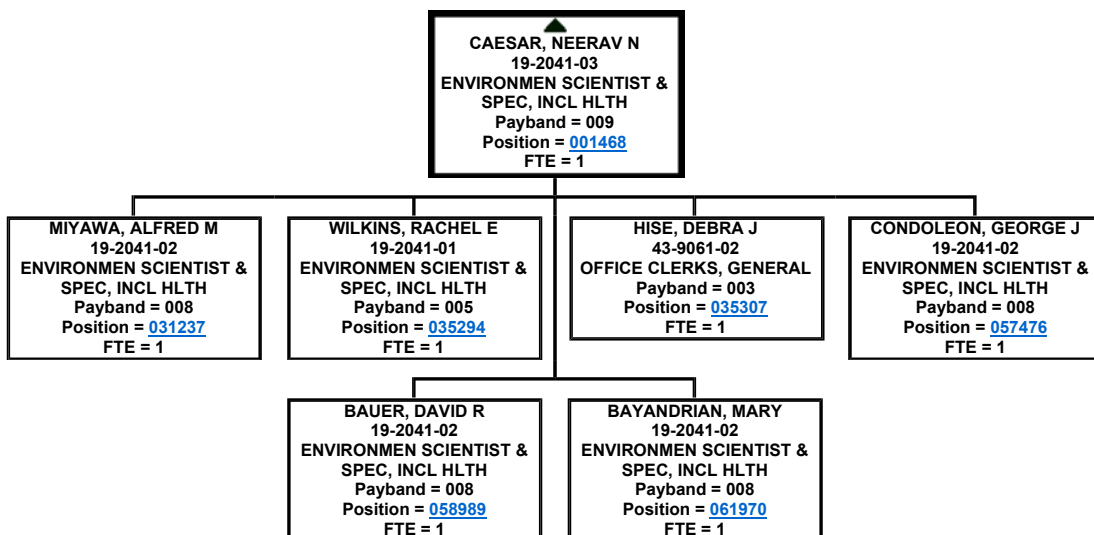 CAESAR, NEERAV N
19-2041-03
ENVIRONMEN SCIENTIST &
SPEC, INCL HLTH
Payband = 009
Position = 001468
FTE = 1
MIYAWA, ALFRED M
19-2041-02
ENVIRONMEN SCIENTIST &
SPEC, INCL HLTH
Payband = 008
Position = 031237
FTE = 1
WILKINS, RACHEL E
19-2041-01
ENVIRONMEN SCIENTIST &
SPEC, INCL HLTH
Payband = 005
Position = 035294
FTE = 1
HISE, DEBRA J
43-9061-02
OFFICE CLERKS, GENERAL
Payband = 003
Position = 035307
FTE = 1
CONDOLEON, GEORGE J
19-2041-02
ENVIRONMEN SCIENTIST &
SPEC, INCL HLTH
Payband = 008
Position = 057476
FTE = 1
BAUER, DAVID R
19-2041-02
ENVIRONMEN SCIENTIST &
SPEC, INCL HLTH
Payband = 008
Position = 058989
FTE = 1
BAYANDRIAN, MARY
19-2041-02
ENVIRONMEN SCIENTIST &
SPEC, INCL HLTH
Payband = 008
Position = 061970
FTE = 1